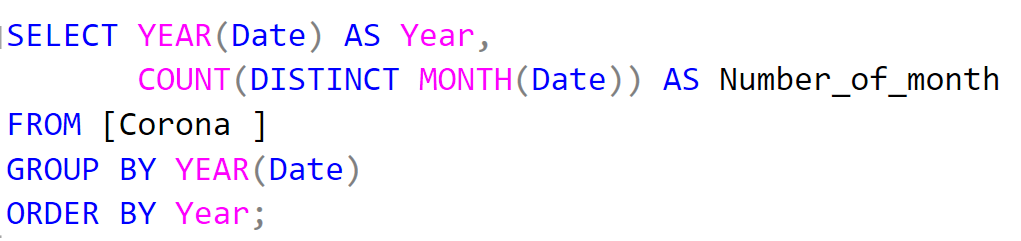 SELECT YEAR(Date) AS Year,
COUNT(DISTINCT MONTH(Date)) AS Number_of_month
FROM [Corona ]
GROUP BY YEAR(Date)
ORDER BY Year;